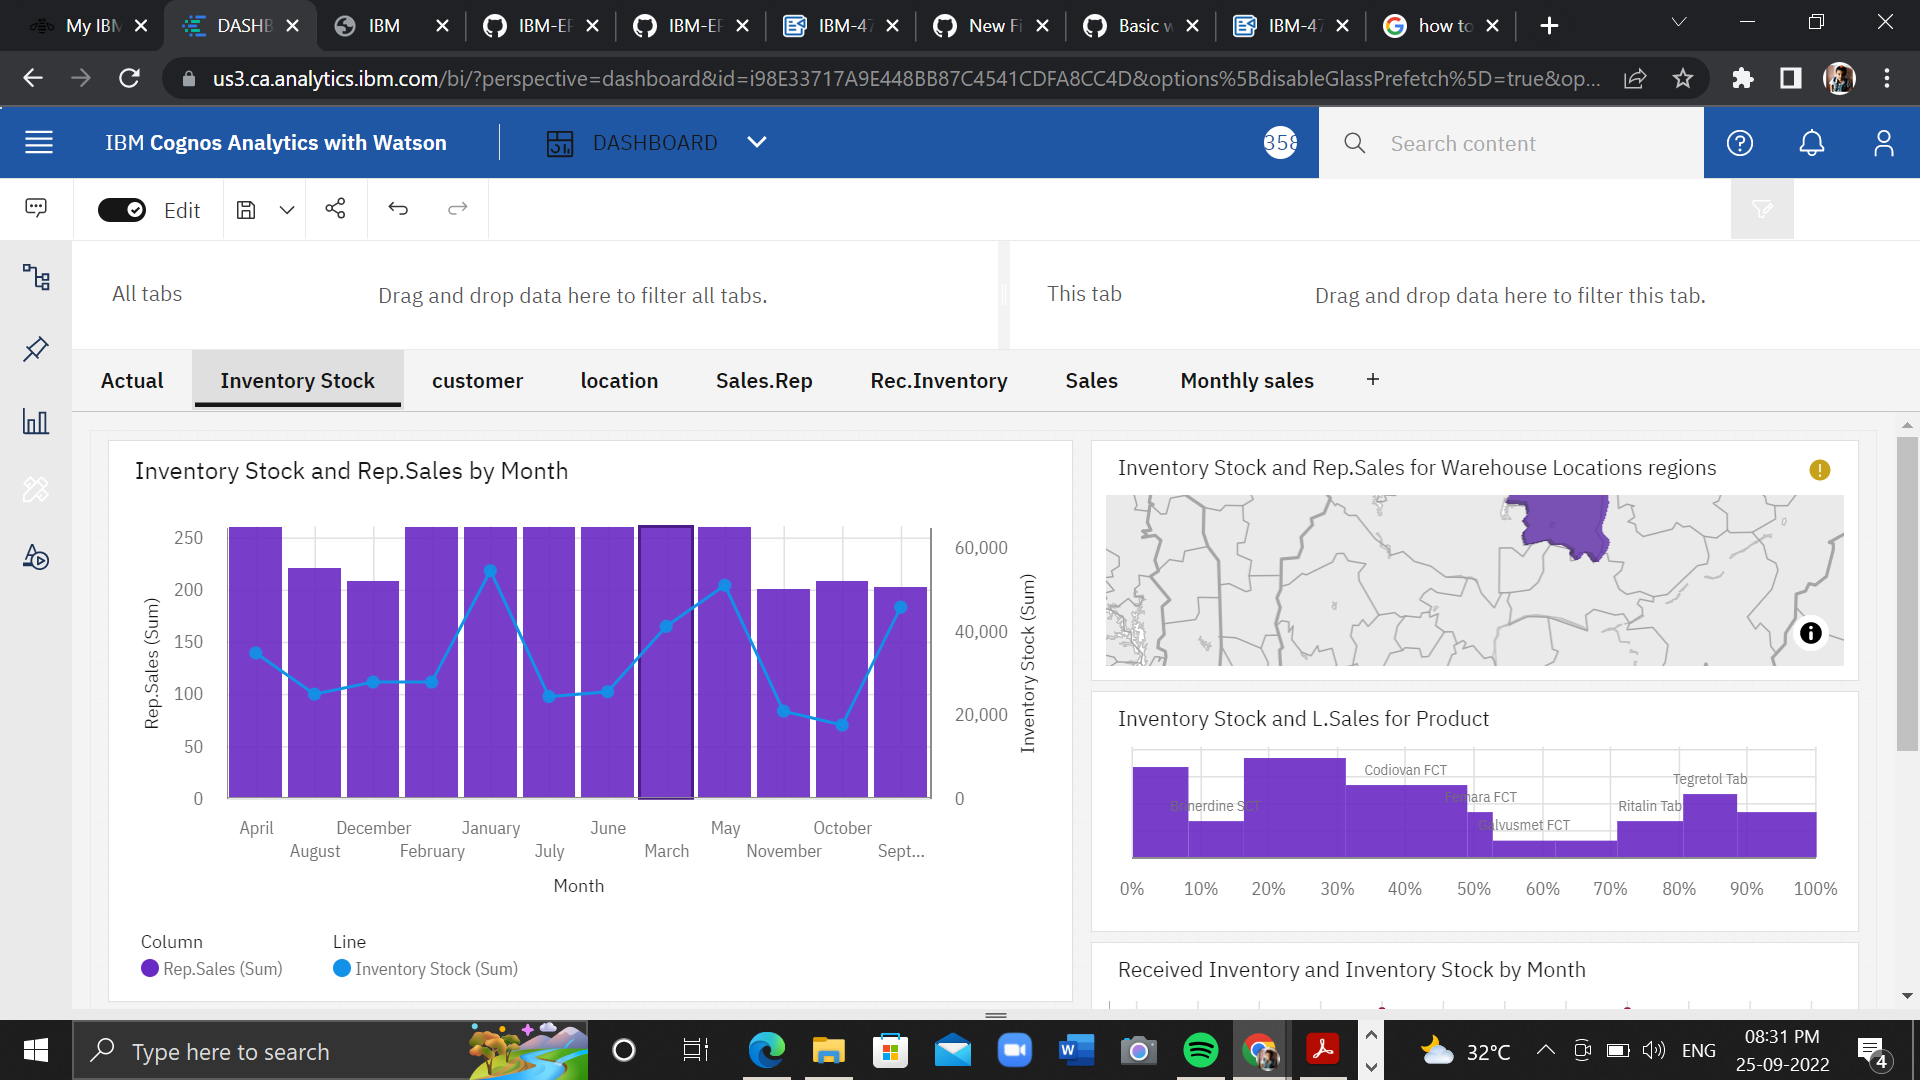 My IBM
DASHB
IBM
IBM-EF
IBM-EF
IBM-47
New Fi
Basic w
IBM-47
how to
us3.ca.analytics.ibm.com/bi/?perspective=dashboard&id=i98E33717A9E448BB87C4541CDFA8CC4D&options%5BdisableGlassPrefetch%5D=true&op...
IBM Cognos Analytics with Watson
DASHBOARD
358
Search content
Edit
All tabs
Drag and drop data here to filter all tabs.
This tab
Drag and drop data here to filter this tab.
Actual
Inventory Stock
customer
location
Sales.Rep
Rec.Inventory
Sales
Monthly sales
+
Inventory Stock and Rep.Sales by Month
250
200
150
100
50
0
Rep.Sales (Sum)
60,000
40,000
20,000
0
Inventory Stock (Sum)
April
December
January
June
May
October
August
February
July
March
November
Sept...
Month
Column
Line
Rep.Sales (Sum)
Inventory Stock (Sum)
Inventory Stock and Rep.Sales for Warehouse Locations regions
Inventory Stock and L.Sales for Product
Codiovan FCT
Tegretol Tab
Femara FCT
Brinerdine SCT
Ritalin Tab
Galvusmet FCT
0%
10%
20%
30%
40%
50%
60%
70%
80%
90%
100%
Received Inventory and Inventory Stock by Month
Type here to search
32°C
ENG
08:31 PM
25-09-2022
4